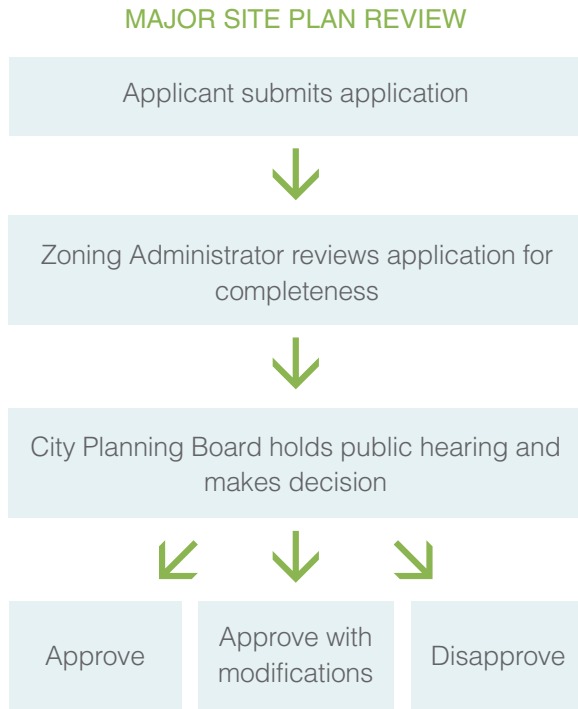 MAJOR SITE PLAN REVIEW
Applicant submits application
Zoning Administrator reviews application for
completeness
City Planning Board holds public hearing and
makes decision
Approve
Approve with
modifications
Disapprove